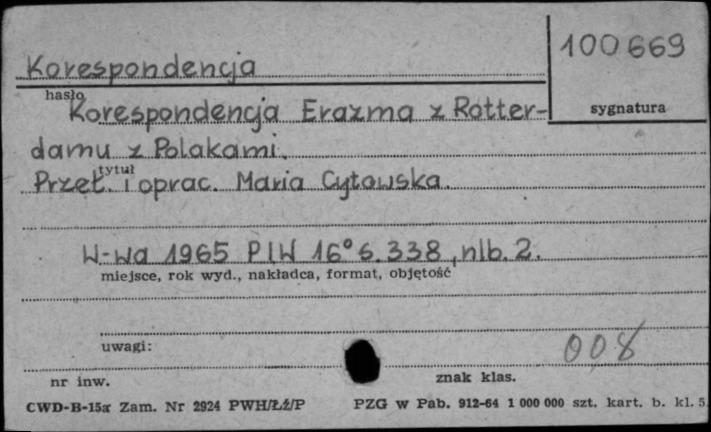 100669
Korespondencja
hasło
sygnatura
Korespondencja Erazma z Rotter-
damu z Polakami.
tytuł
Przeł. i oprac. Maria Cytowska.
W-wa 1965 PIW 16° s. 338, nlb. 2.
miejsce, rok wyd., nakładca, format, objętość
uwagi:
008
nr inw.
znak klas.
CWD-B-15a Zam. Nr 2924 PWH/Łź/P PZG w Pab. 912-64 1 000 000 szt. kart. b. kl. 5